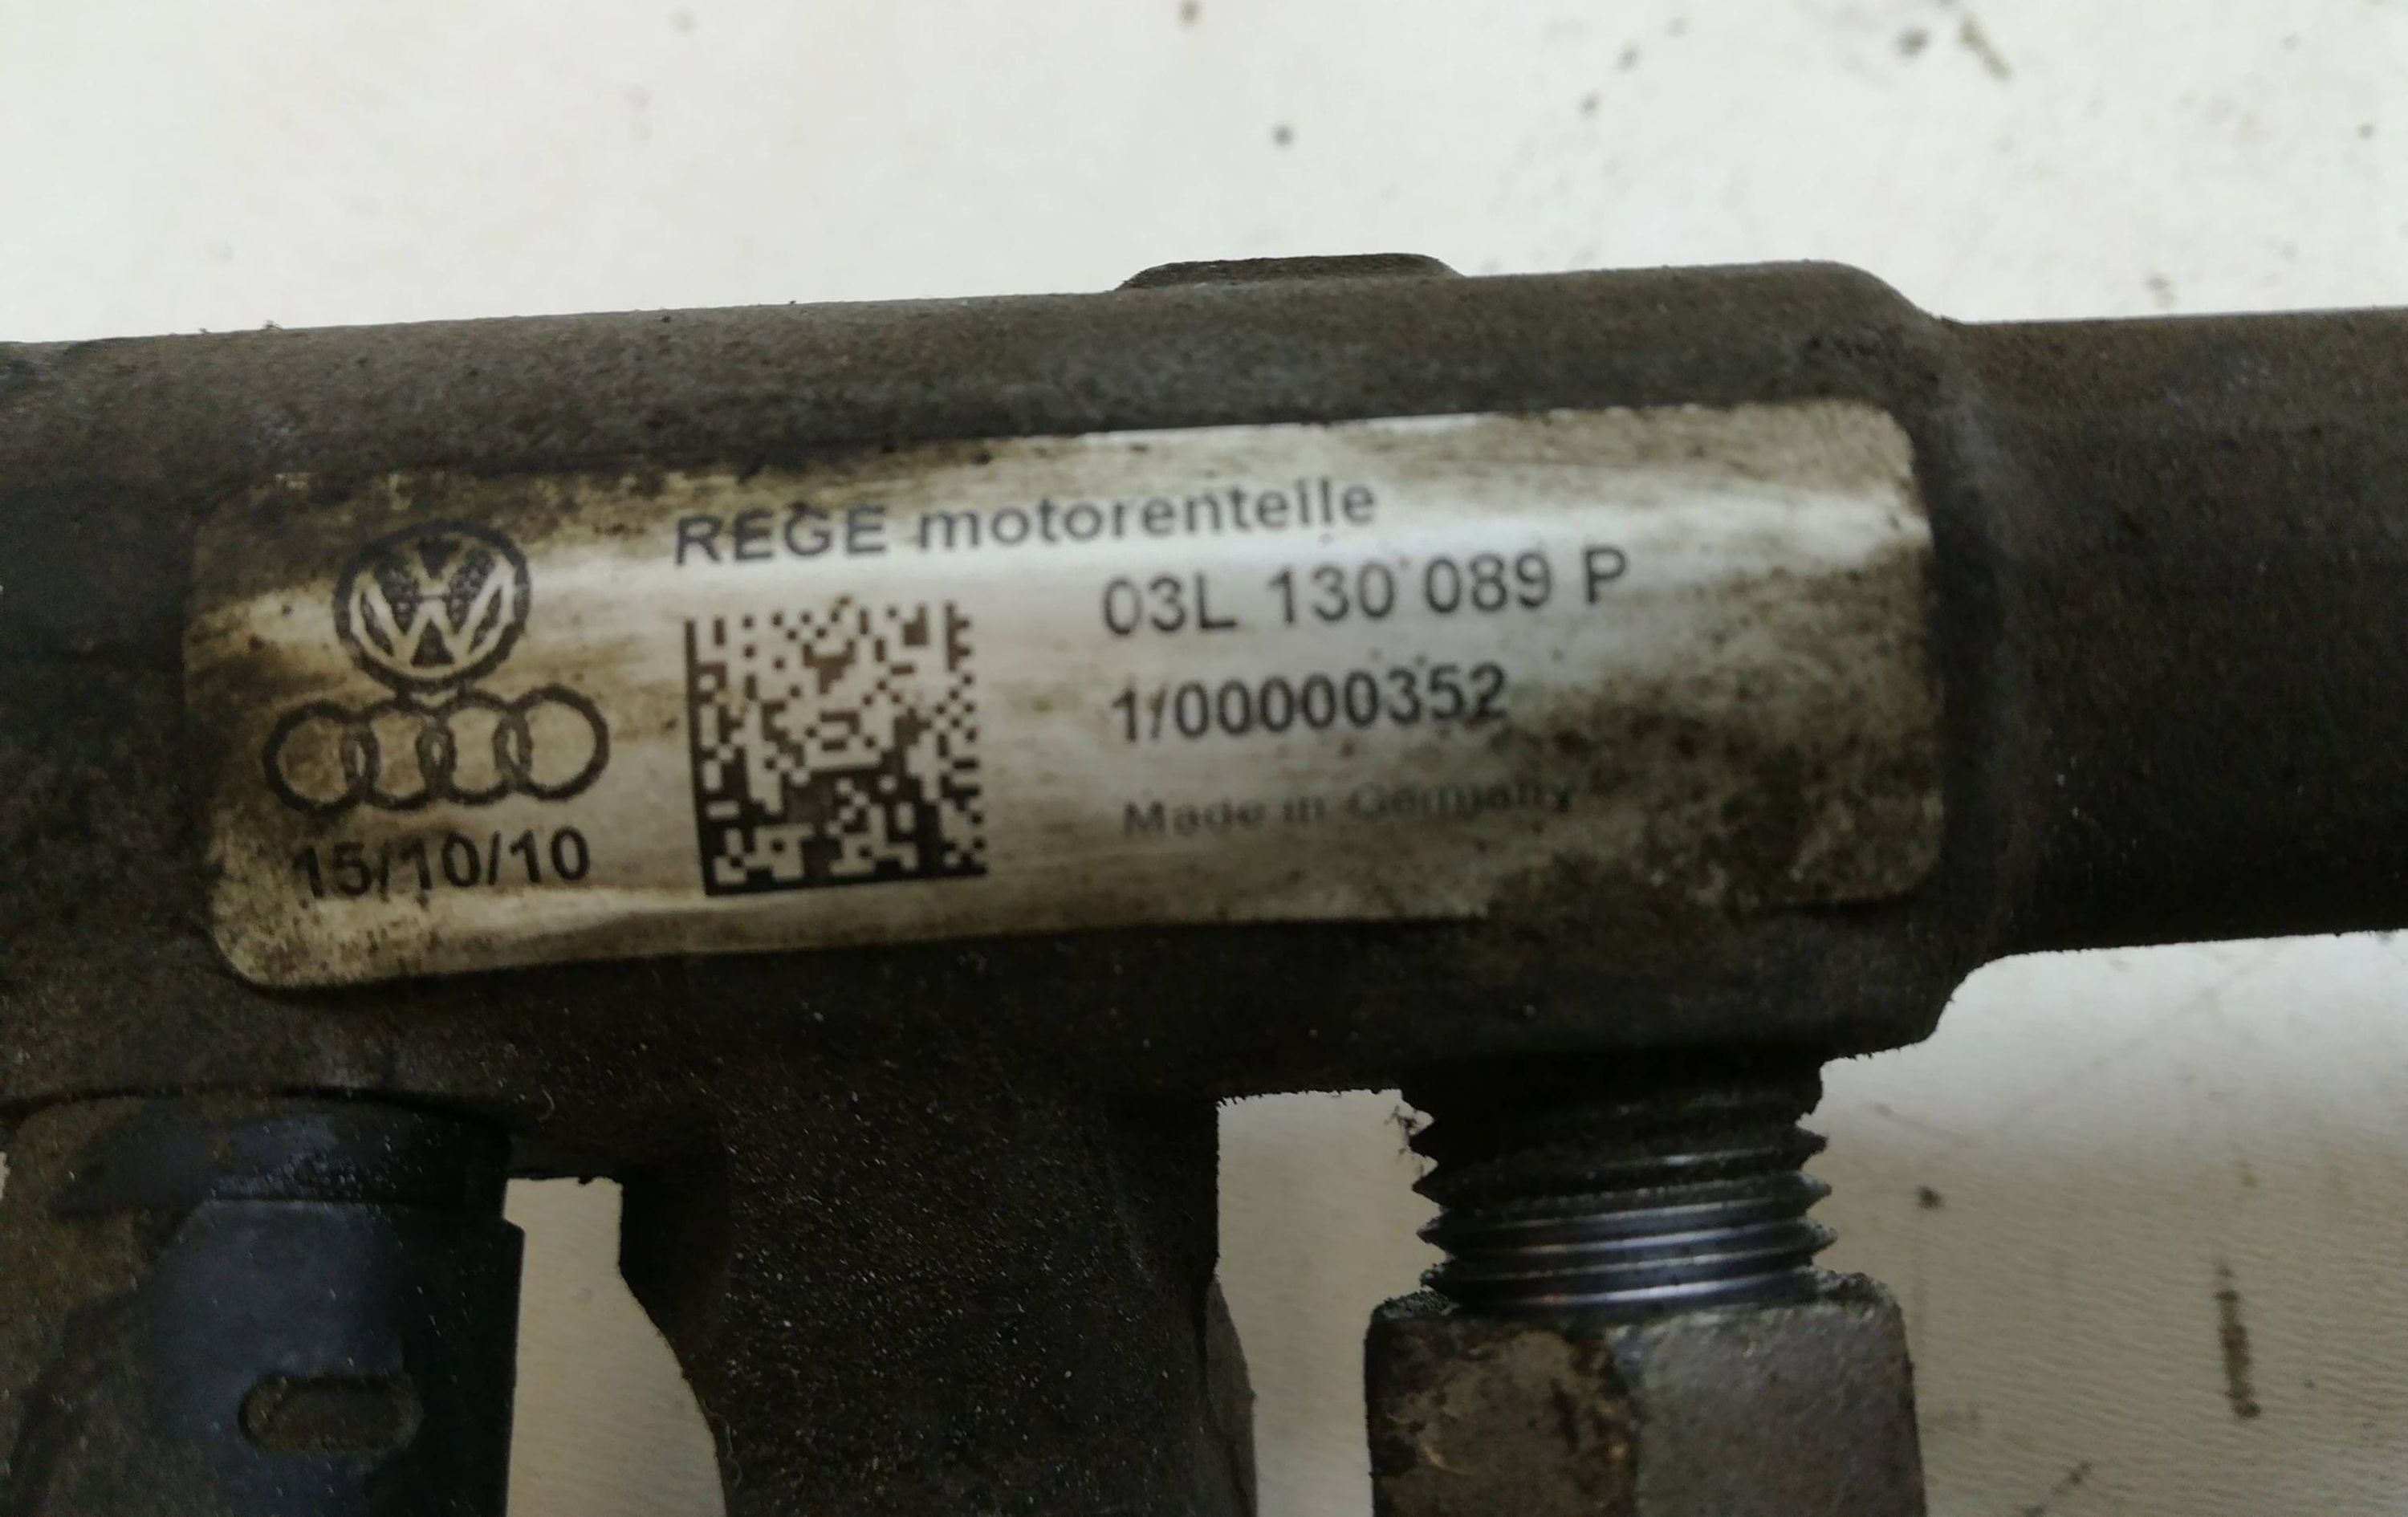 REGE motorenteile
03L 130 089 P
1/00000352
Made in Germany
15/10/10